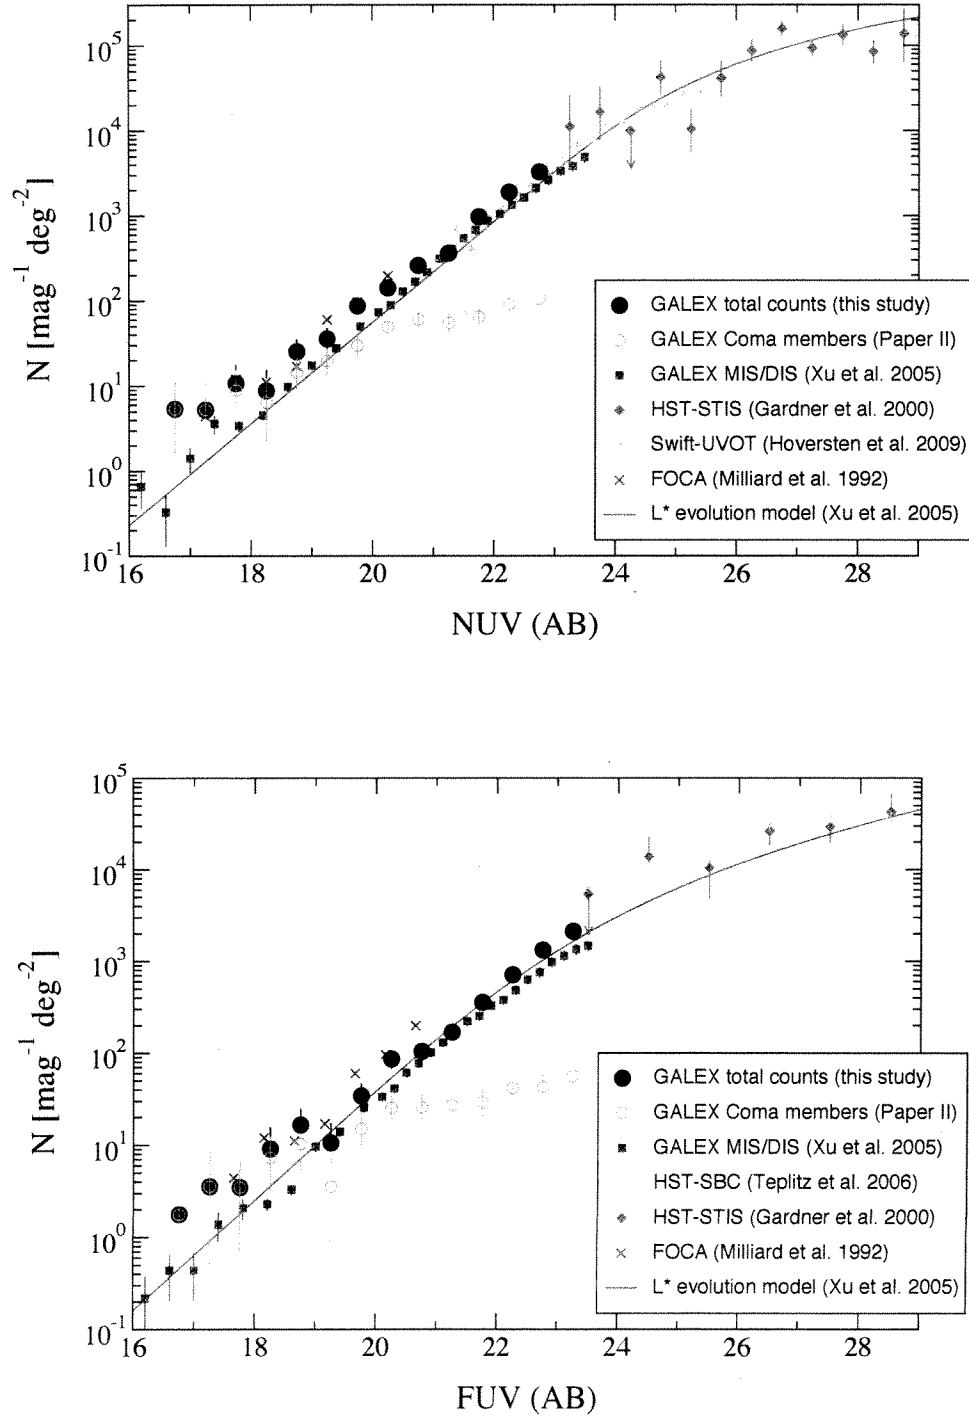 10^5
10^4
10^3
10^2
10^1
10^0
10^-1
N [mag^-1 deg^-2]
GALEX total counts (this study)
GALEX Coma members (Paper II)
GALEX MIS/DIS (Xu et al. 2005)
HST-STIS (Gardner et al. 2000)
Swift-UVOT (Hoversten et al. 2009)
FOCA (Milliard et al. 1992)
L* evolution model (Xu et al. 2005)
16 18 20 22 24 26 28
NUV (AB)
10^5
10^4
10^3
10^2
10^1
10^0
10^-1
N [mag^-1 deg^-2]
GALEX total counts (this study)
GALEX Coma members (Paper II)
GALEX MIS/DIS (Xu et al. 2005)
HST-SBC (Teplitz et al. 2006)
HST-STIS (Gardner et al. 2000)
FOCA (Milliard et al. 1992)
L* evolution model (Xu et al. 2005)
16 18 20 22 24 26 28
FUV (AB)